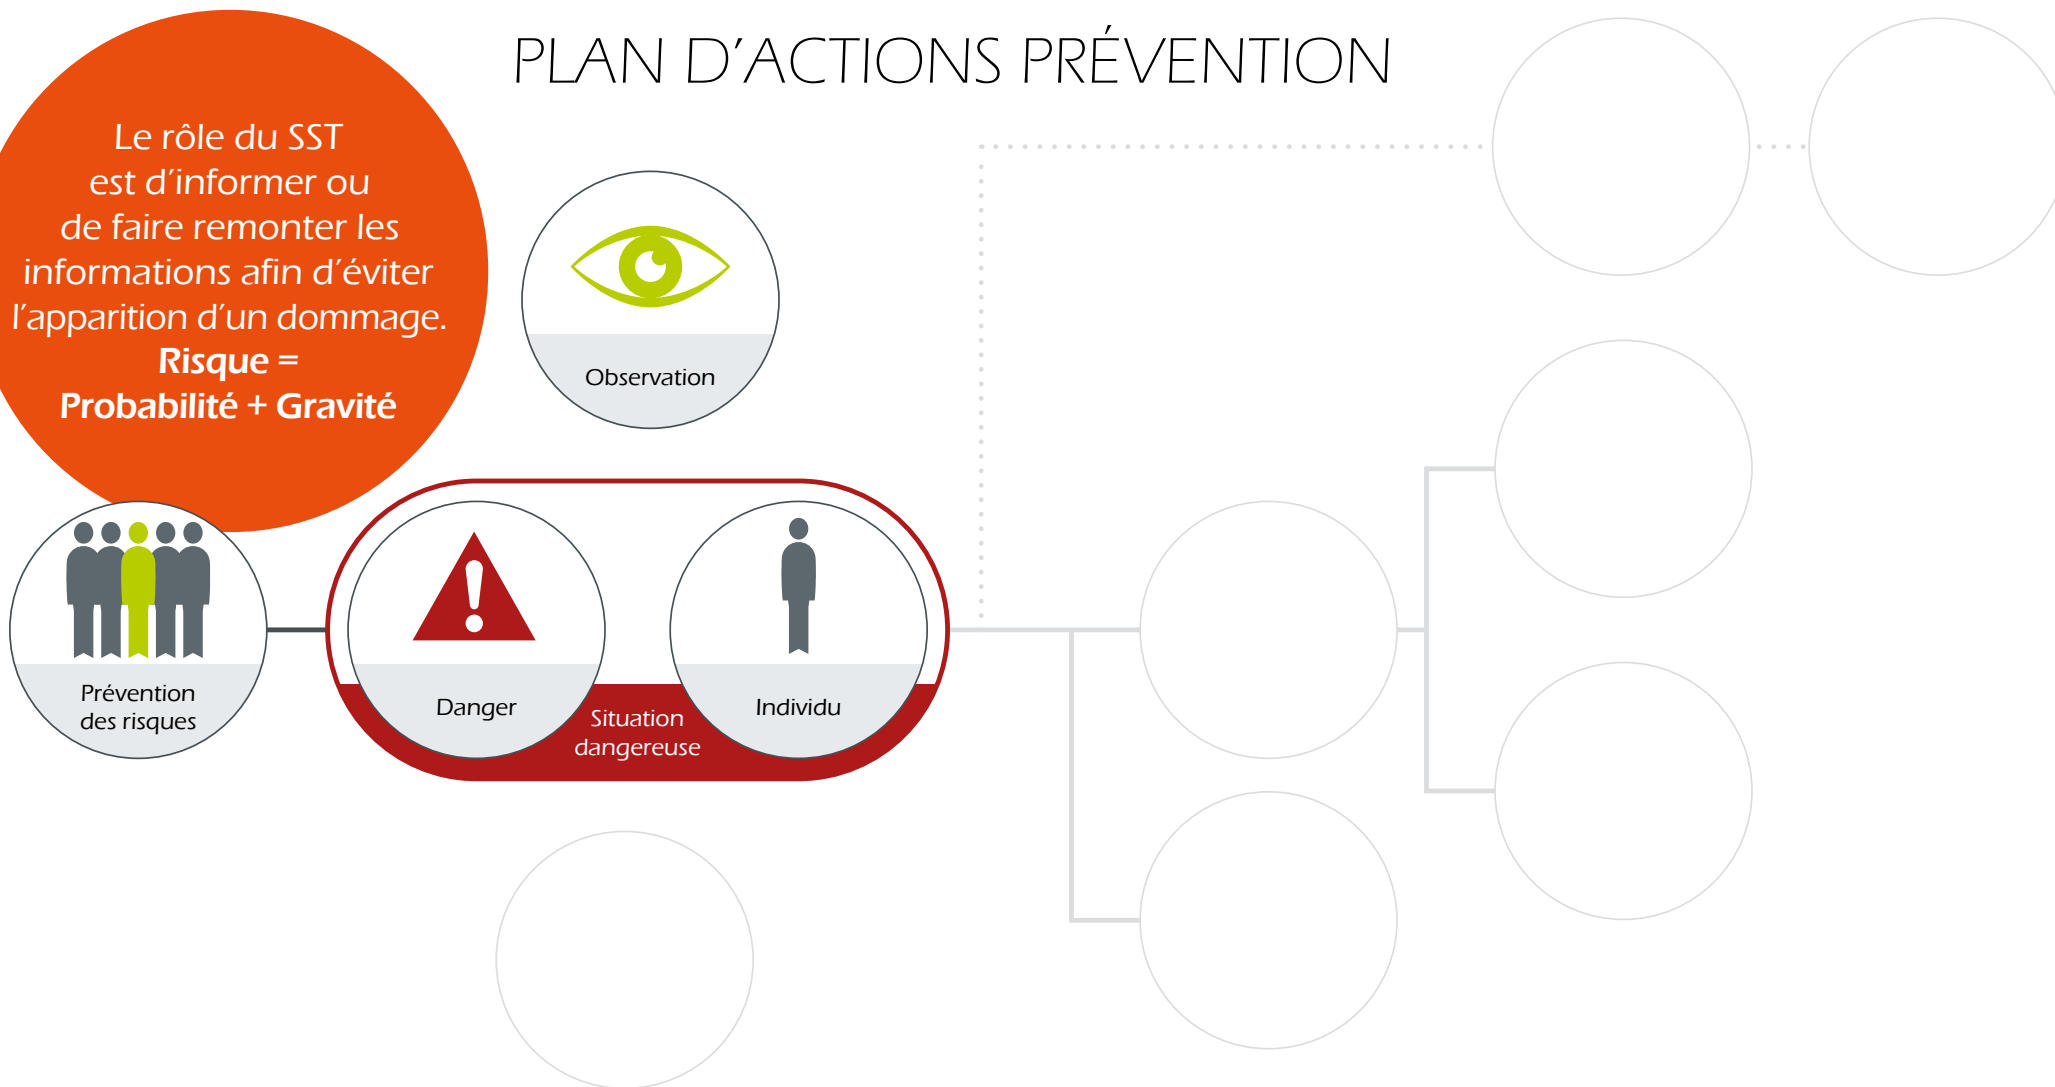 PLAN D’ACTIONS PRÉVENTION
Le rôle du SST
est d’informer ou
de faire remonter les
informations afin d’éviter
l’apparition d’un dommage.
Risque =
Probabilité + Gravité
Observation
Prévention
des risques
Danger
Situation
dangereuse
Individu